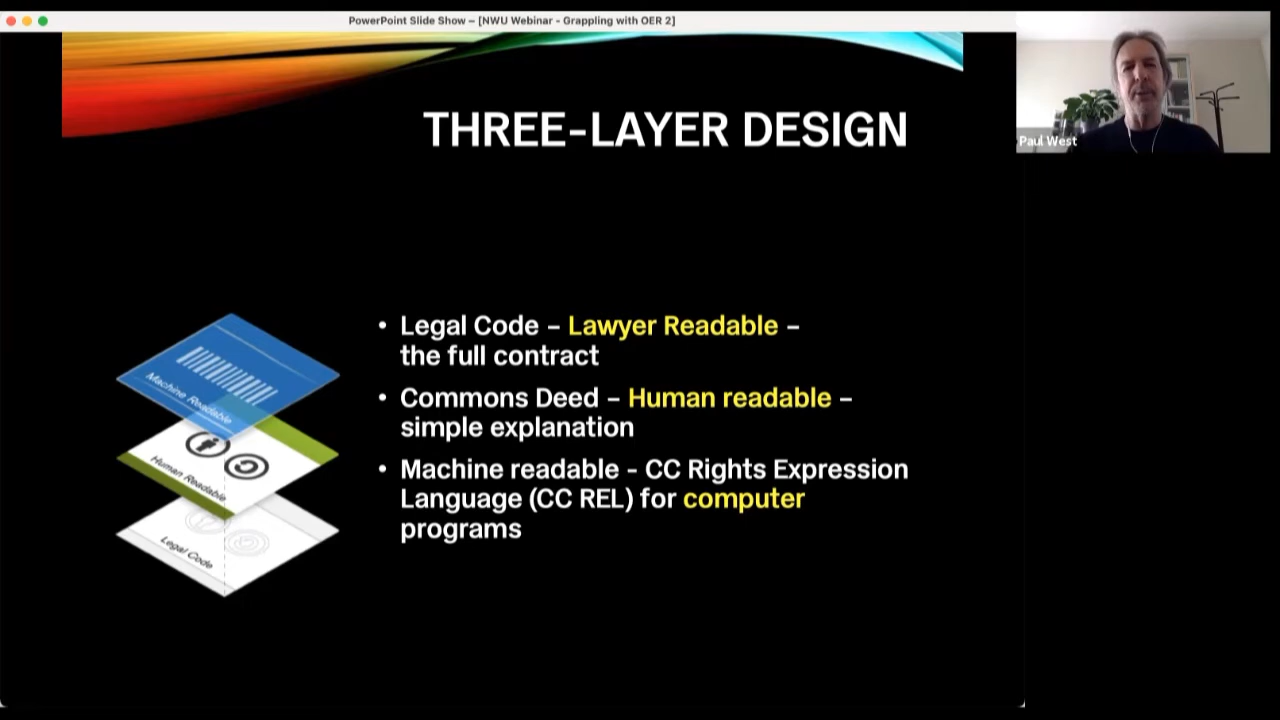 PowerPoint Slide Show – [NWU Webinar - Grappling with OER 2]
Paul West
THREE-LAYER DESIGN
• Legal Code – Lawyer Readable –
the full contract
• Commons Deed – Human readable –
simple explanation
• Machine readable - CC Rights Expression
Language (CC REL) for computer
programs
Machine Readable
Human Readable
Legal Code